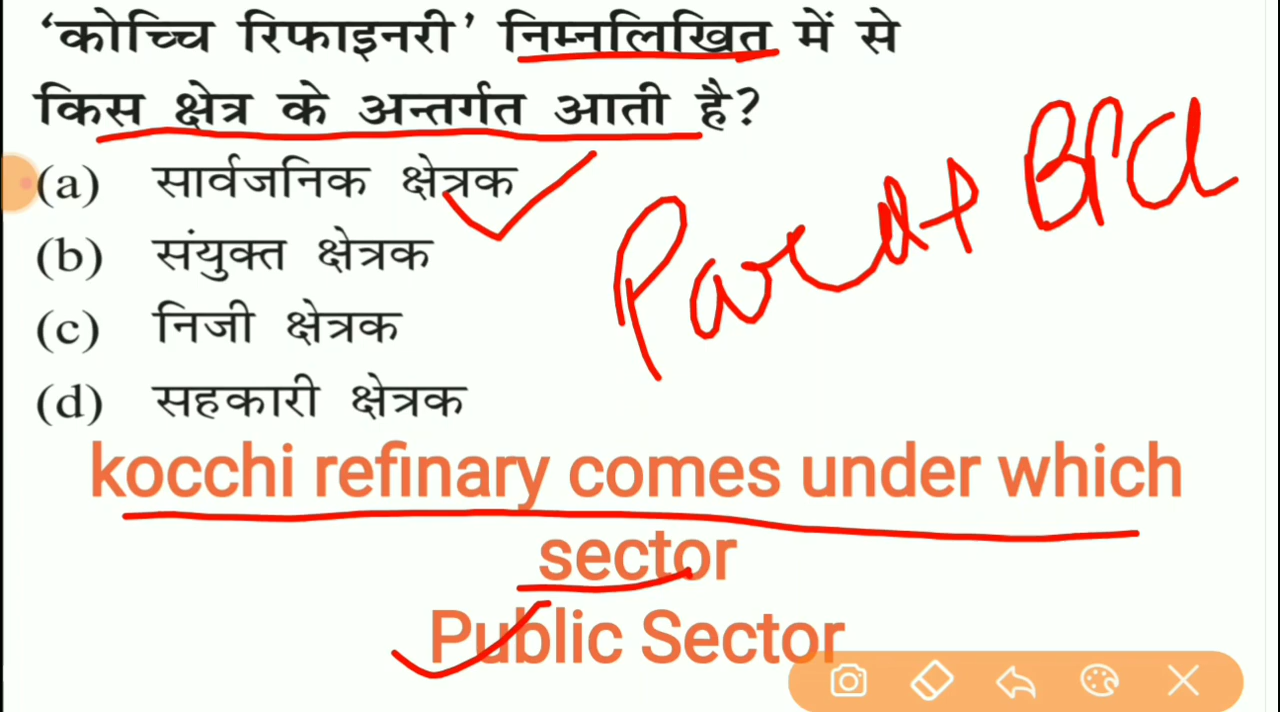 ‘कोच्चि रिफाइनरी’ निम्नलिखित में से
किस क्षेत्र के अन्तर्गत आती है?
(a) सार्वजनिक क्षेत्रक
(b) संयुक्त क्षेत्रक
(c) निजी क्षेत्रक
(d) सहकारी क्षेत्रक
kocchi refinary comes under which
sector
Public Sector